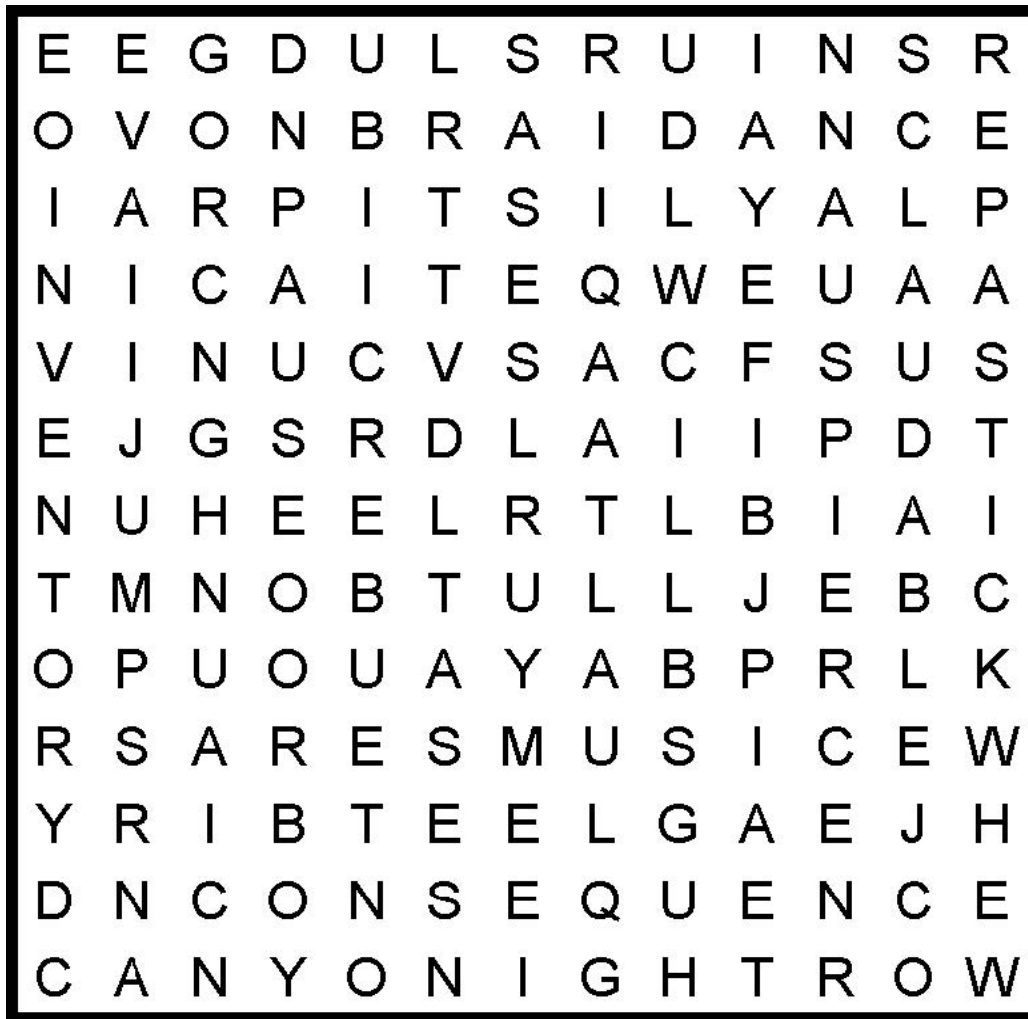 E E G D U L S R U I N S R
O V O N B R A I D A N C E
I A R P I T S I L Y A L P
N I C A I T E Q W E U A A
V I N U C V S A C F S U S
E J G S R D L A I I P D T
N U H E E L R T L B I A I
T M N O B T U L L J E B C
O P U O U A Y A B P R L K
R S A R E S M U S I C E W
Y R I B T E E L G A E J H
D N C O N S E Q U E N C E
C A N Y O N I G H T R O W